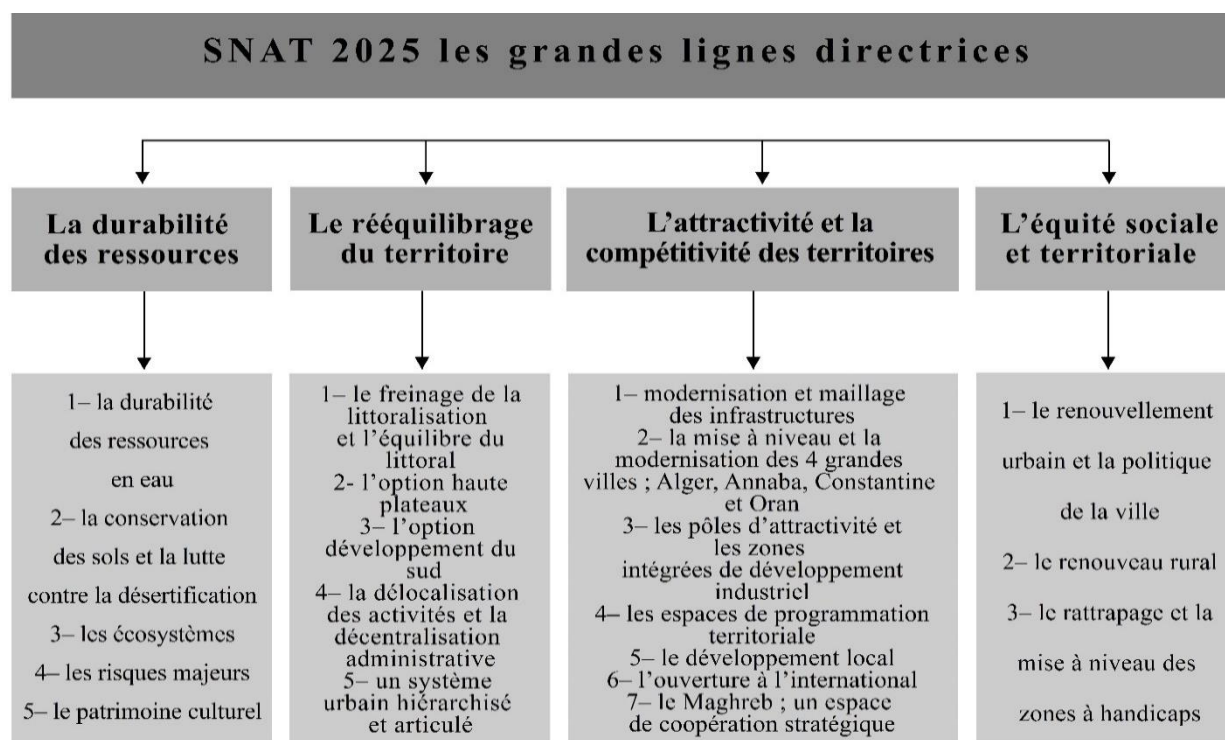 SNAT 2025 les grandes lignes directrices
La durabilité
des ressources
Le rééquilibrage
du territoire
L’attractivité et la
compétitivité des territoires
L’équité sociale
et territoriale
1– la durabilité
des ressources
en eau
2– la conservation
des sols et la lutte
contre la désertification
3– les écosystèmes
4– les risques majeurs
5– le patrimoine culturel
1– le freinage de la
littoralisation
et l’équilibre du
littoral
2- l’option haute
plateaux
3– l’option
développement du
sud
4– la délocalisation
des activités et la
décentralisation
administrative
5– un système
urbain hiérarchisé
et articulé
1– modernisation et maillage
des infrastructures
2– la mise à niveau et la
modernisation des 4 grandes
villes ; Alger, Annaba, Constantine
et Oran
3– les pôles d’attractivité et
les zones
intégrées de développement
industriel
4– les espaces de programmation
territoriale
5– le développement local
6– l’ouverture à l’international
7– le Maghreb ; un espace
de coopération stratégique
1– le renouvellement
urbain et la politique
de la ville
2– le renouveau rural
3– le rattrapage et la
mise à niveau des
zones à handicaps